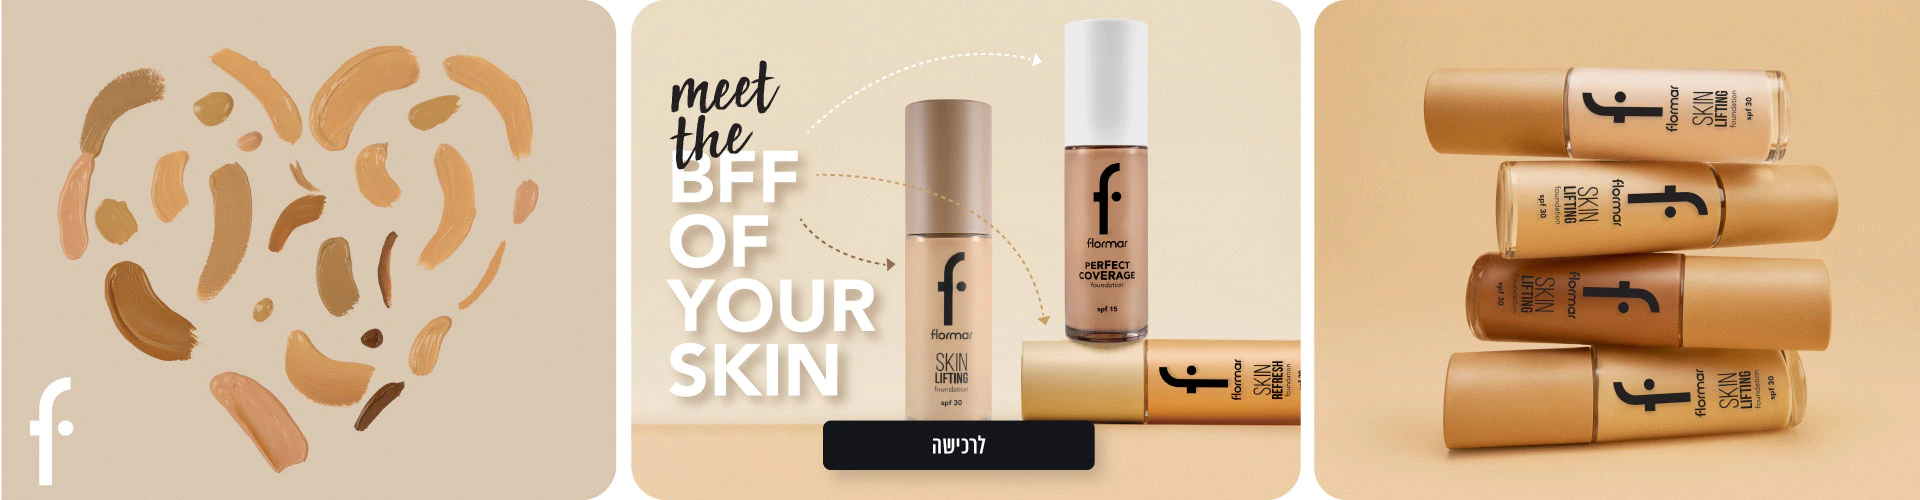 meet
the
BFF
OF
YOUR
SKIN
flormar
SKIN
LIFTING
foundation
spf 30
flormar
PERFECT
COVERAGE
foundation
spf 15
flormar
SKIN
REFRESH
foundation
לרכישה
flormar
SKIN
LIFTING
foundation
spf 30
flormar
SKIN
LIFTING
foundation
spf 30
flormar
SKIN
LIFTING
foundation
spf 30
flormar
SKIN
LIFTING
foundation
spf 30